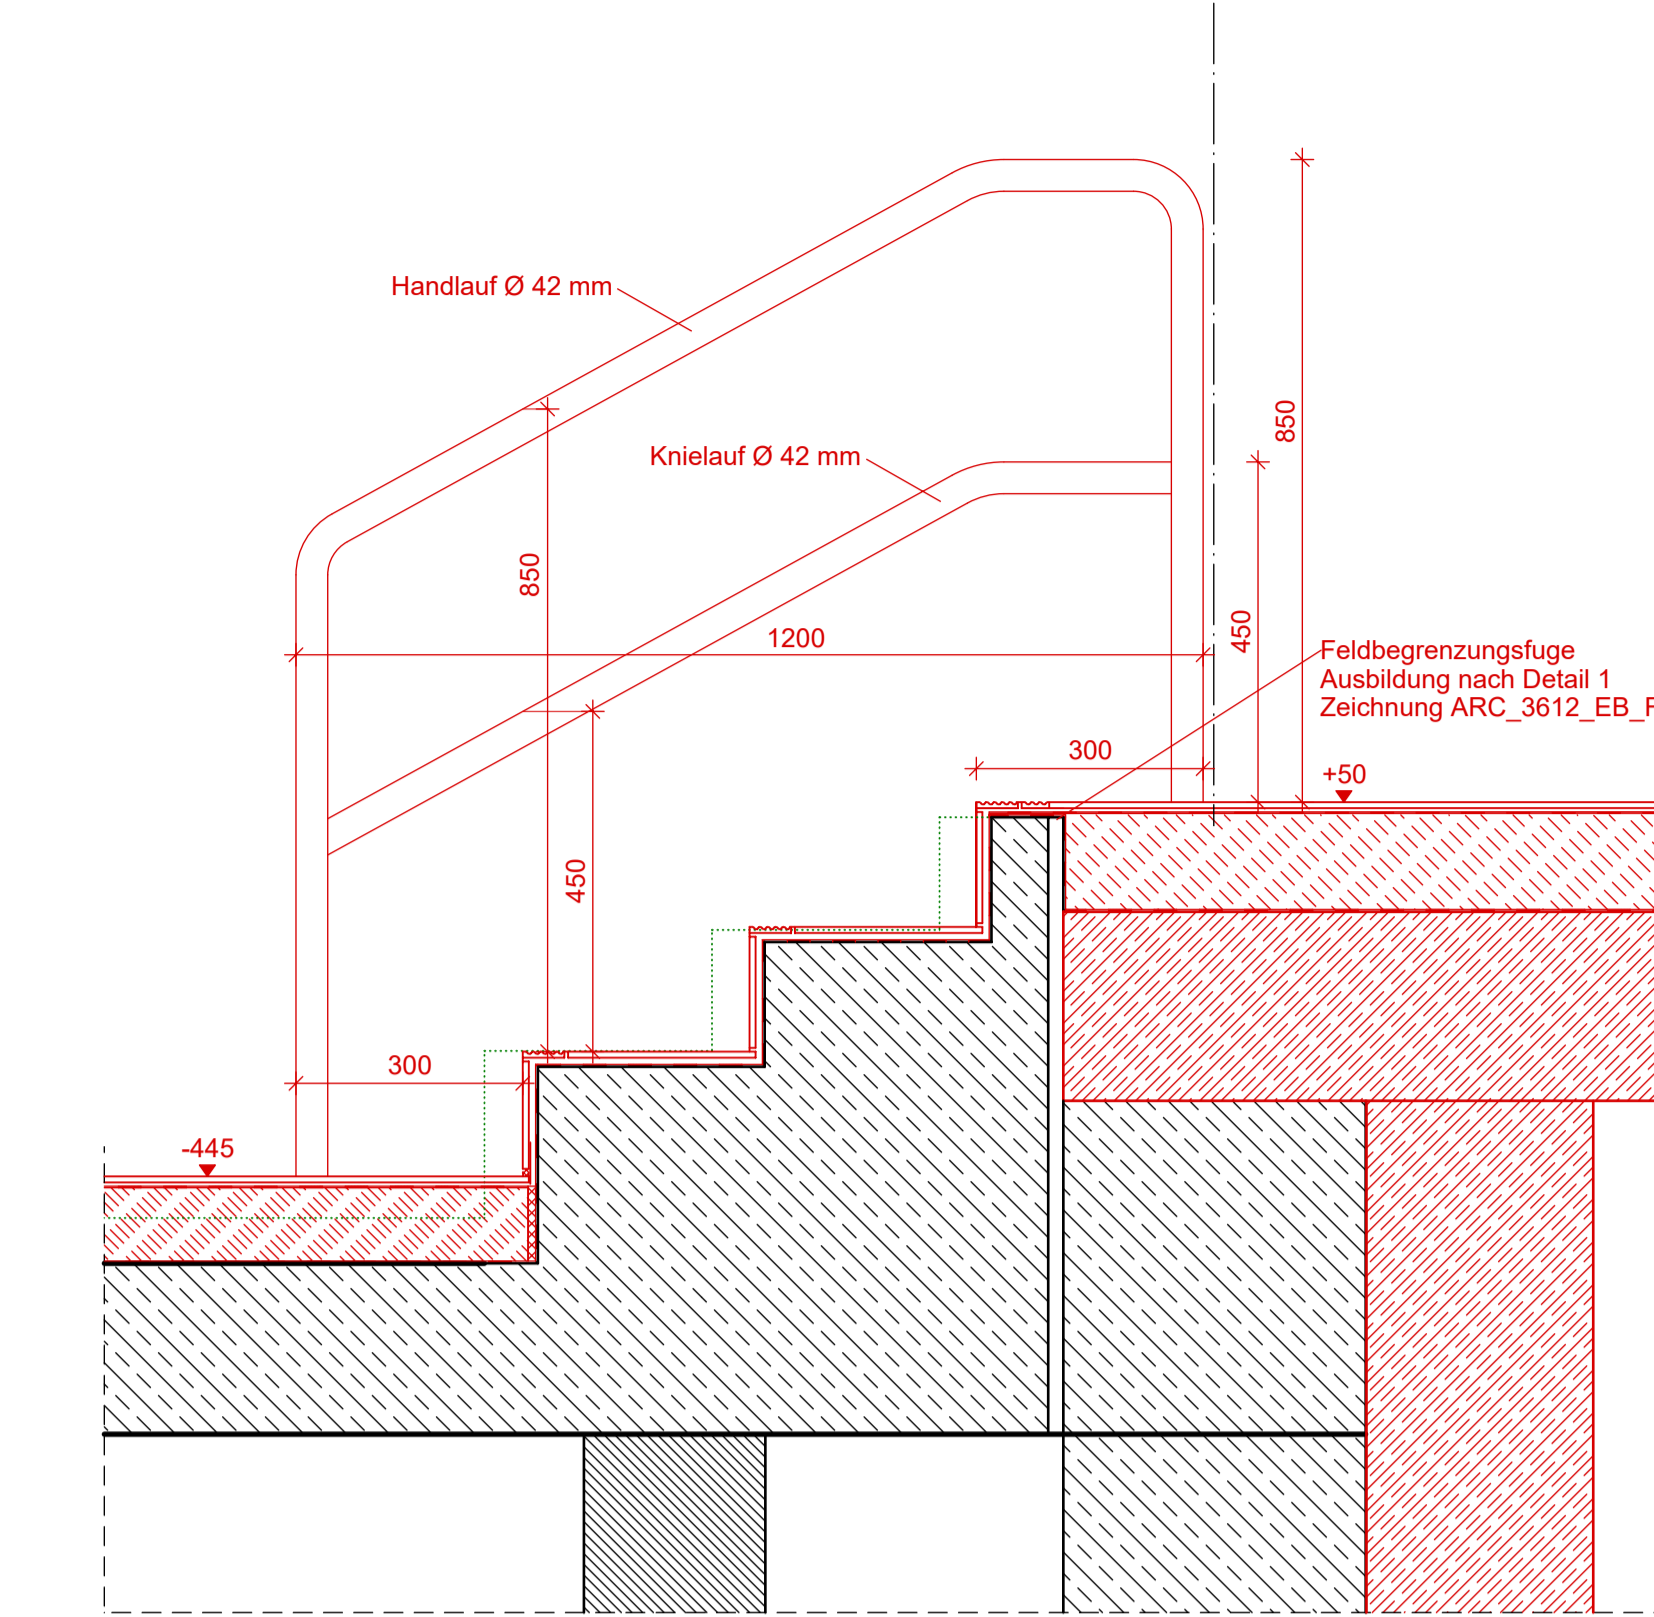 Handlauf Ø 42 mm
850
Knielauf Ø 42 mm
850
1200
450
Feldbegrenzungsfuge
Ausbildung nach Detail 1
Zeichnung ARC_3612_EB_
300
+50
450
300
-445